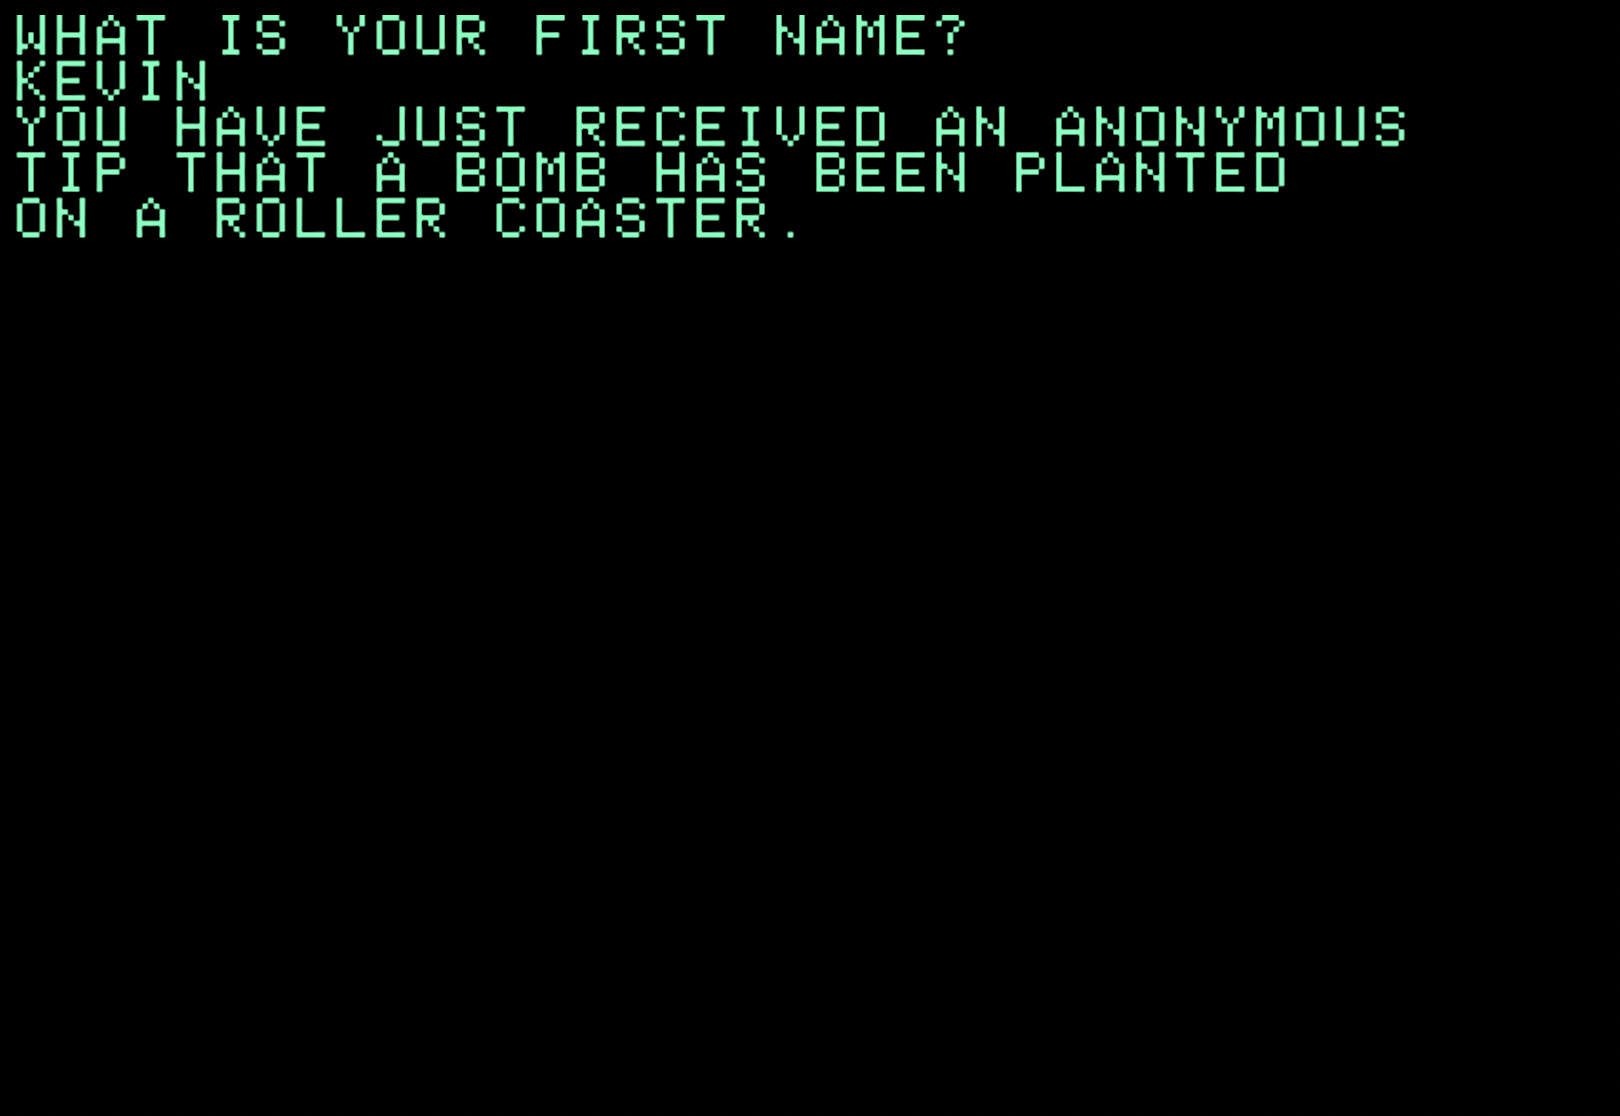 WHAT IS YOUR FIRST NAME?
KEVIN
YOU HAVE JUST RECEIVED AN ANONYMOUS
TIP THAT A BOMB HAS BEEN PLANTED
ON A ROLLER COASTER.